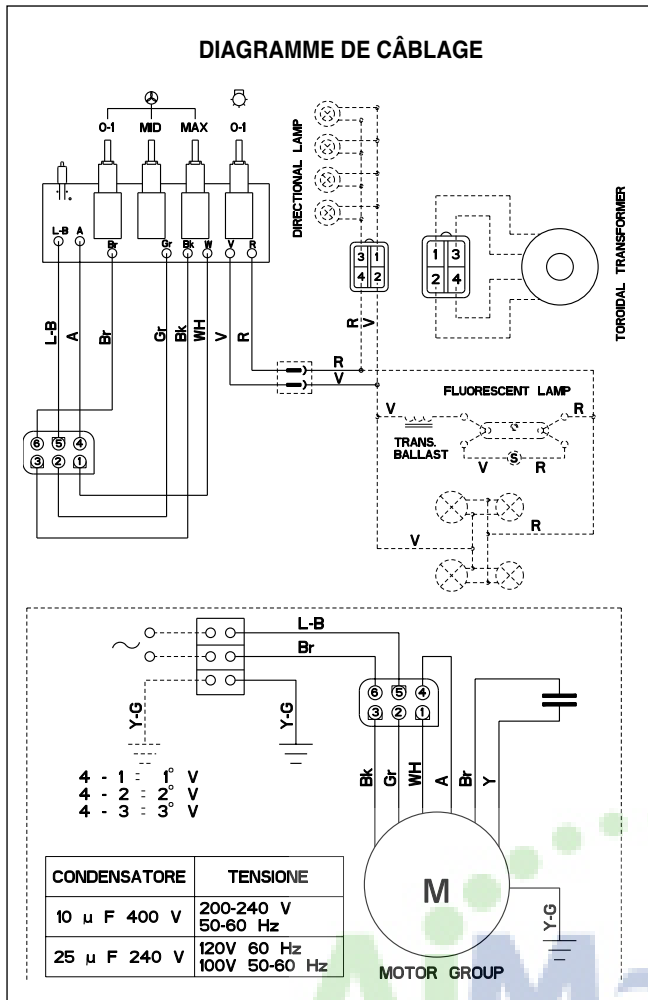 DIAGRAMME DE CÂBLAGE
0-1 MID MAX 0-1
L-B A Br Gr Bk W V R
L-B A Br Gr Bk WH V R
DIRECTIONAL LAMP
3 1
4 2
R V
1 3
2 4
TOROIDAL TRANSFORMER
R
V
FLUORESCENT LAMP
V R
TRANS.
BALLAST
S
V R
V R
6 5 4
3 2 1
L-B
Br
Y-G Y-G
6 5 4
3 2 1
Bk Gr WH A Br Y
4 - 1 = 1° V
4 - 2 = 2° V
4 - 3 = 3° V
M
Y-G
MOTOR GROUP
CONDENSATORE TENSIONE
10 µ F 400 V 200-240 V
50-60 Hz
25 µ F 240 V 120V 60 Hz
100V 50-60 Hz